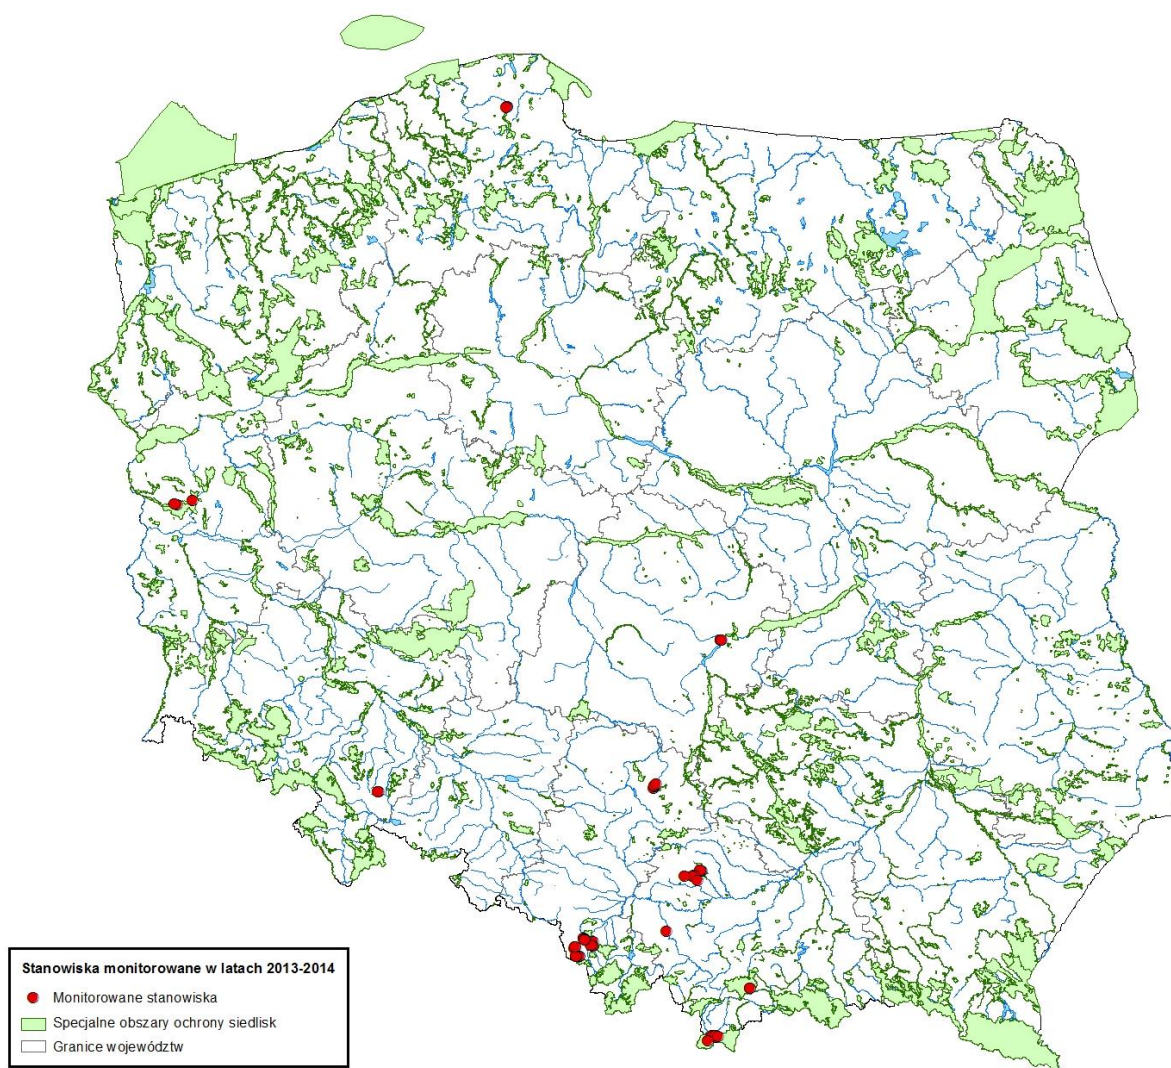 Stanowiska monitorowane w latach 2013-2014
Monitorowane stanowiska
Specjalne obszary ochrony siedlisk
Granice województw